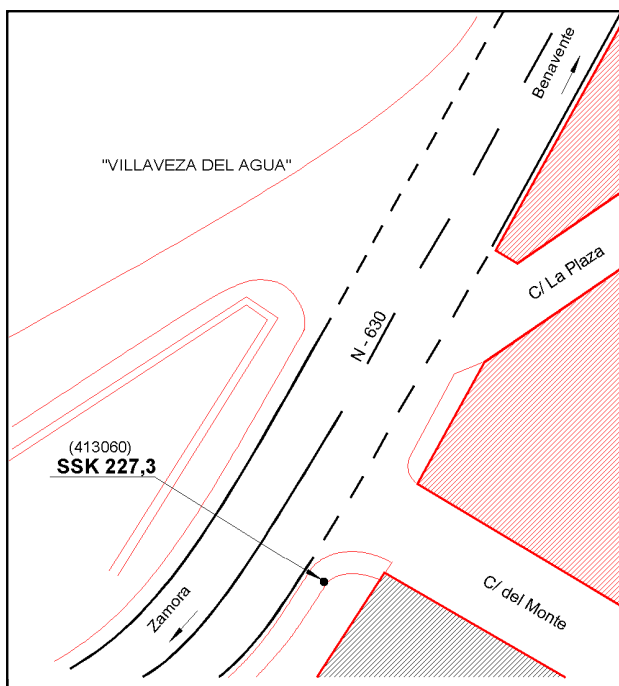 Benavente
"VILLAVEZA DEL AGUA"
C/ La Plaza
N - 630
(413060)
SSK 227,3
Zamora
C/ del Monte